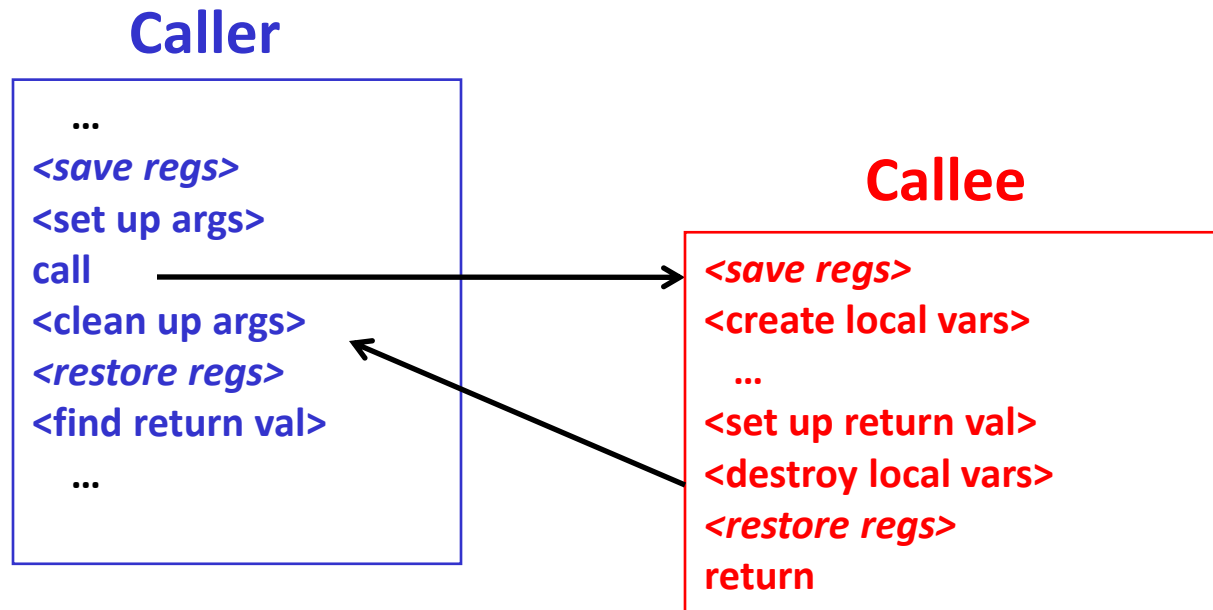 Caller
…
<save regs>
<set up args>
call
<clean up args>
<restore regs>
<find return val>
…
Callee
<save regs>
<create local vars>
…
<set up return val>
<destroy local vars>
<restore regs>
return